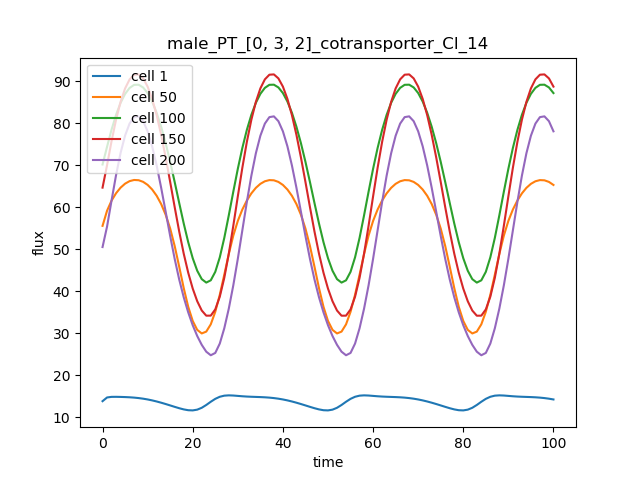 male_PT_[0, 3, 2]_cotransporter_Cl_14
cell 1
cell 50
cell 100
cell 150
cell 200
flux
90
80
70
60
50
40
30
20
10
0 20 40 60 80 100
time